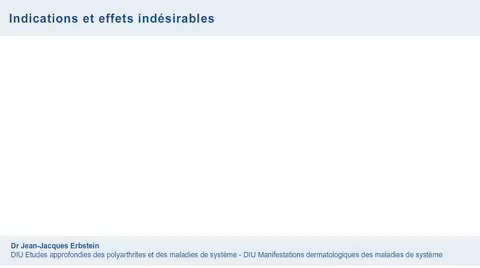 Indications et effets indésirables
Dr Jean-Jacques Erbstein
DIU Etudes approfondies des polyarthrites et des maladies de système - DIU Manifestations dermatologiques des maladies de système